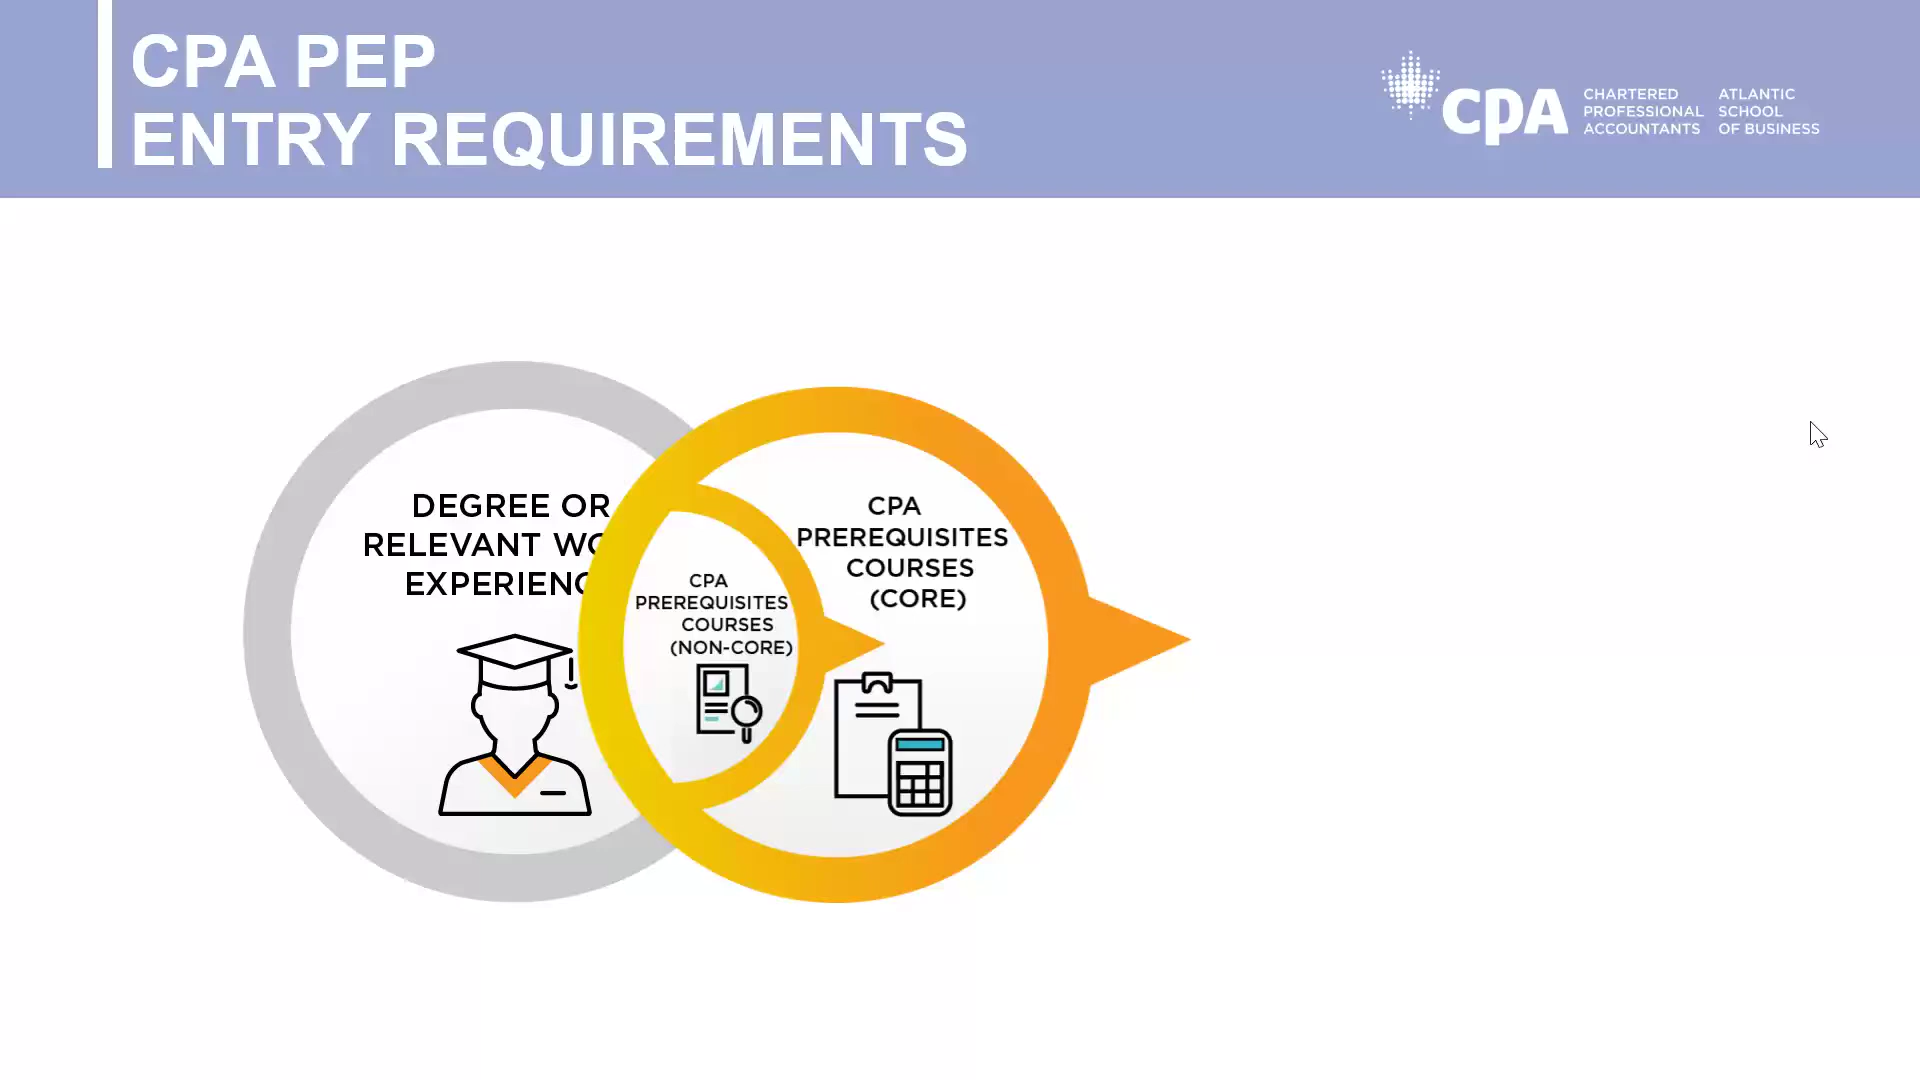 CPA PEP
ENTRY REQUIREMENTS
cpa
CHARTERED
PROFESSIONAL
ACCOUNTANTS
ATLANTIC
SCHOOL
OF BUSINESS
DEGREE OR
RELEVANT
EXPERIENC
CPA
PREREQUISITES
COURSES
(NON-CORE)
CPA
PREREQUISITES
COURSES
(CORE)